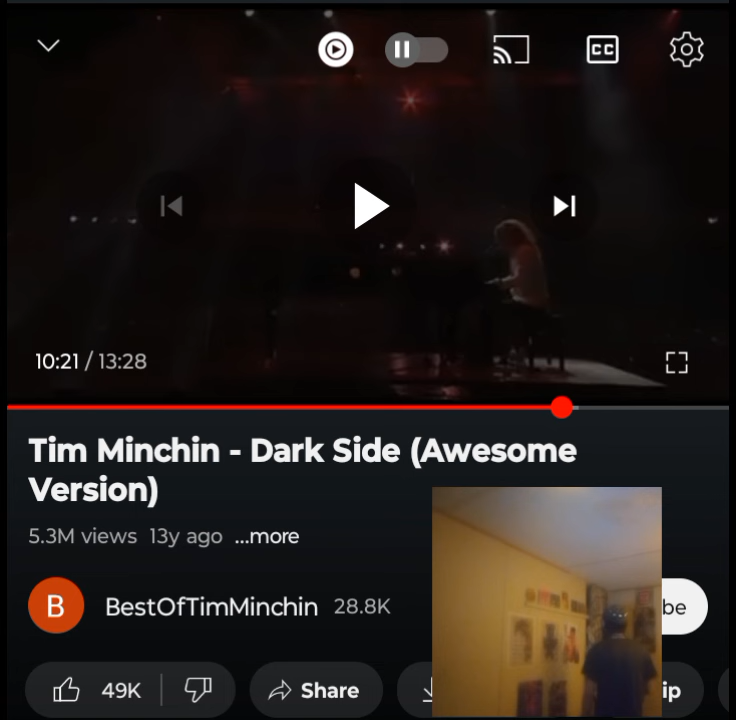 CC
10:21 / 13:28
Tim Minchin - Dark Side (Awesome
Version)
5.3M views 13y ago ...more
B BestOfTimMinchin 28.8K be
49K Share ip